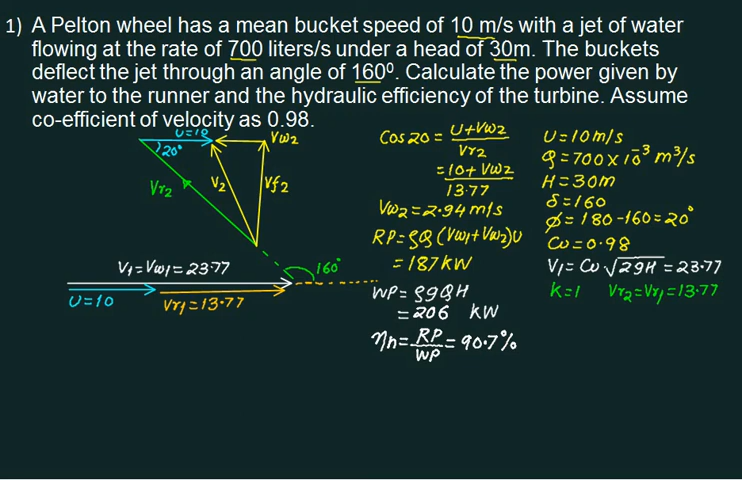 1) A Pelton wheel has a mean bucket speed of 10 m/s with a jet of water
flowing at the rate of 700 liters/s under a head of 30m. The buckets
deflect the jet through an angle of 160⁰. Calculate the power given by
water to the runner and the hydraulic efficiency of the turbine. Assume
co-efficient of velocity as 0.98.
U=10
Vw2
20°
Vr2
V2
Vf2
V1=Vw1=23.77
160°
U=10
Vr1=13.77
Cos20 = U+Vw2 / Vr2
= 10+Vw2 / 13.77
Vw2=2.94 m/s
RP=ρQ(Vw1+Vw2)U
= 187 kW
WP= ρgQH
= 206 kW
ηh= RP/WP = 90.7%
U=10m/s
Q=700×10⁻³ m³/s
H=30m
δ=160
Φ=180-160=20°
Cv=0.98
V1= Cv √2gH =23.77
K=1 Vr2=Vr1=13.77